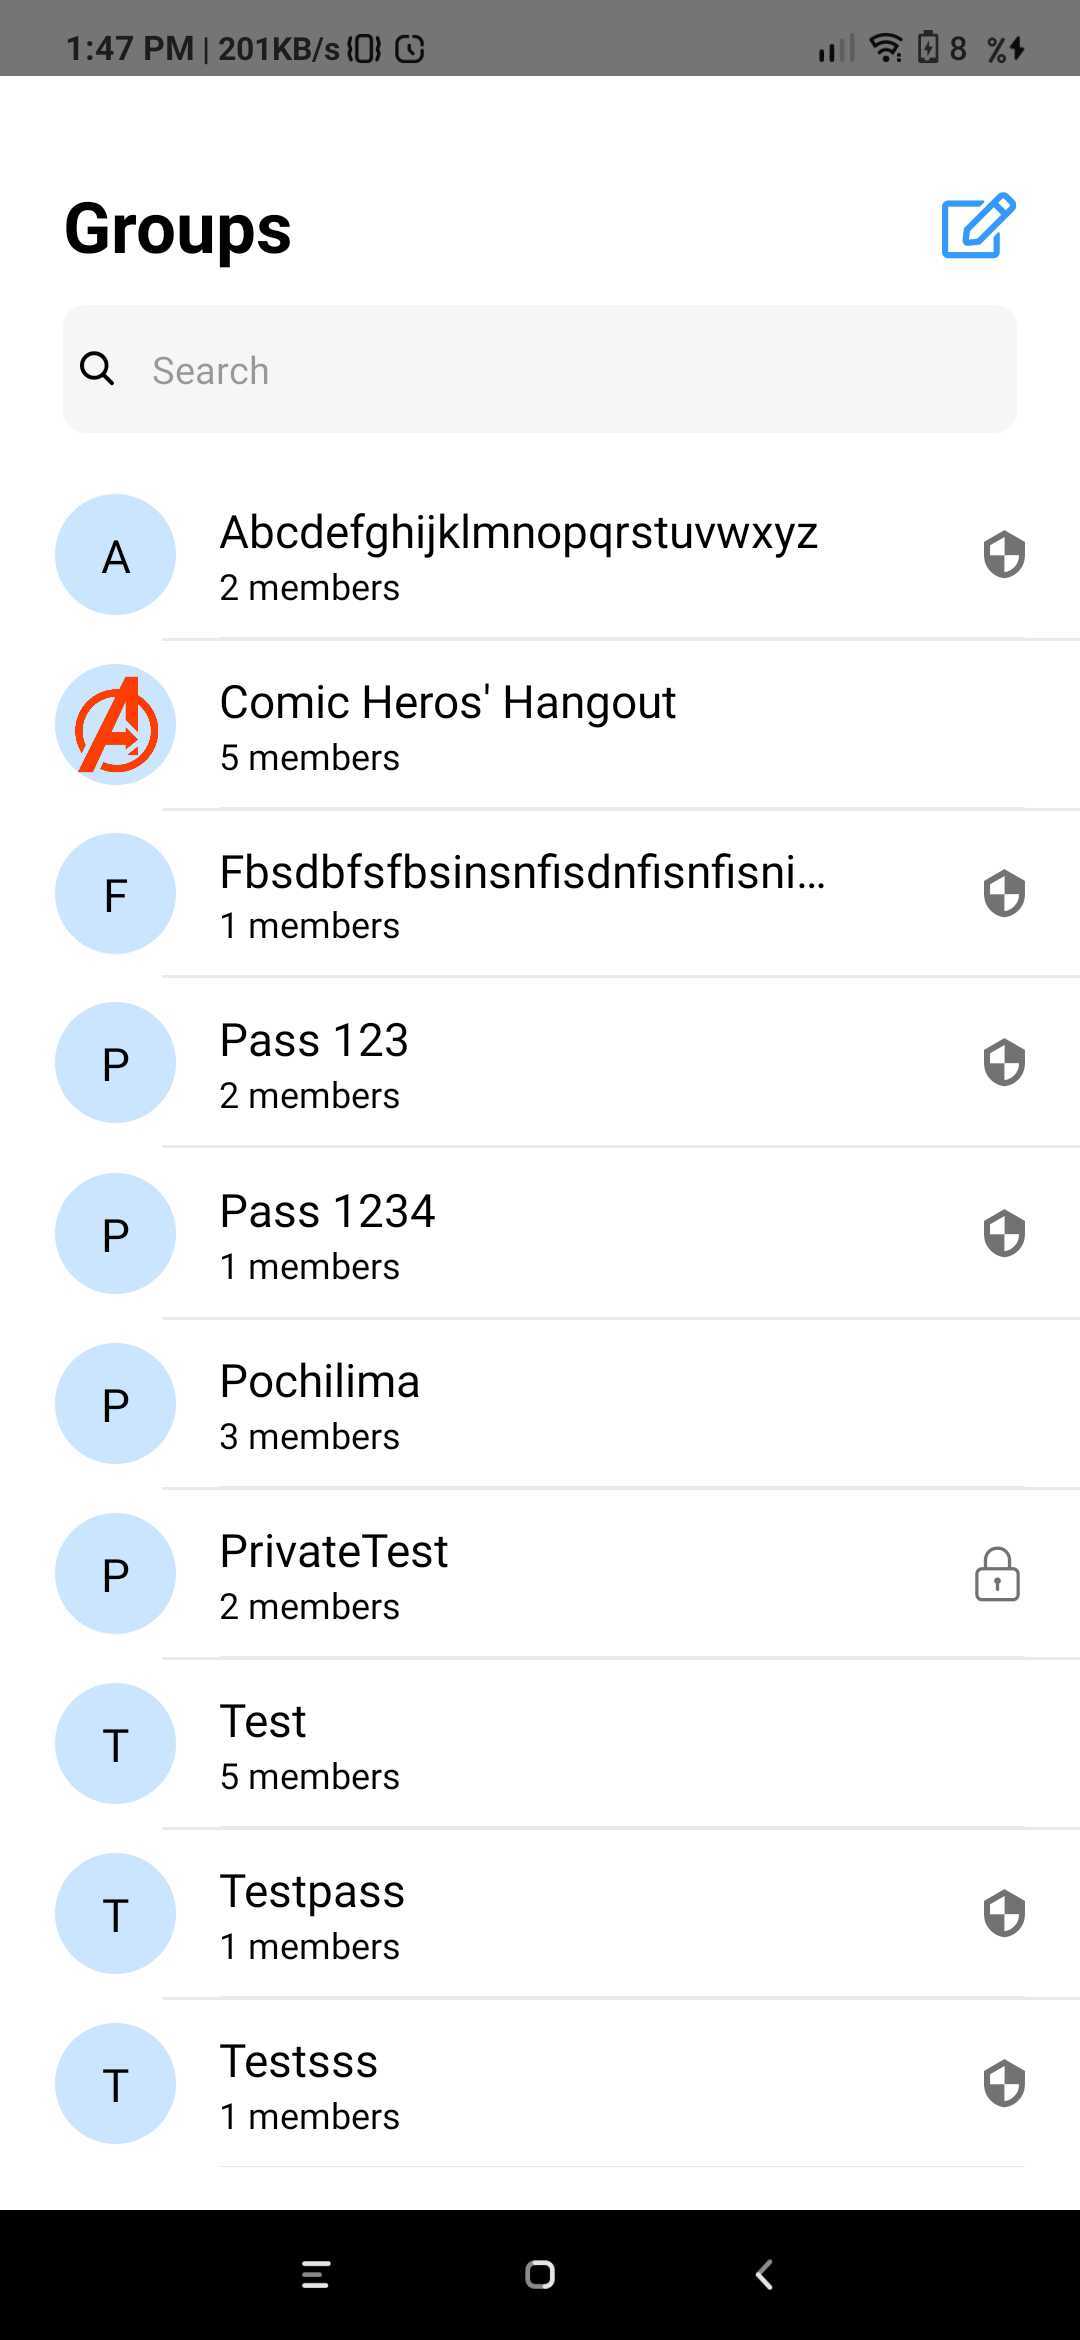 1:47 PM | 201KB/s 8 %
Groups
Search
A
Abcdefghijklmnopqrstuvwxyz
2 members
Comic Heros' Hangout
5 members
F
Fbsdbfsfbsinsnfisdnfisnfisni...
1 members
P
Pass 123
2 members
P
Pass 1234
1 members
P
Pochilima
3 members
P
PrivateTest
2 members
T
Test
5 members
T
Testpass
1 members
T
Testsss
1 members